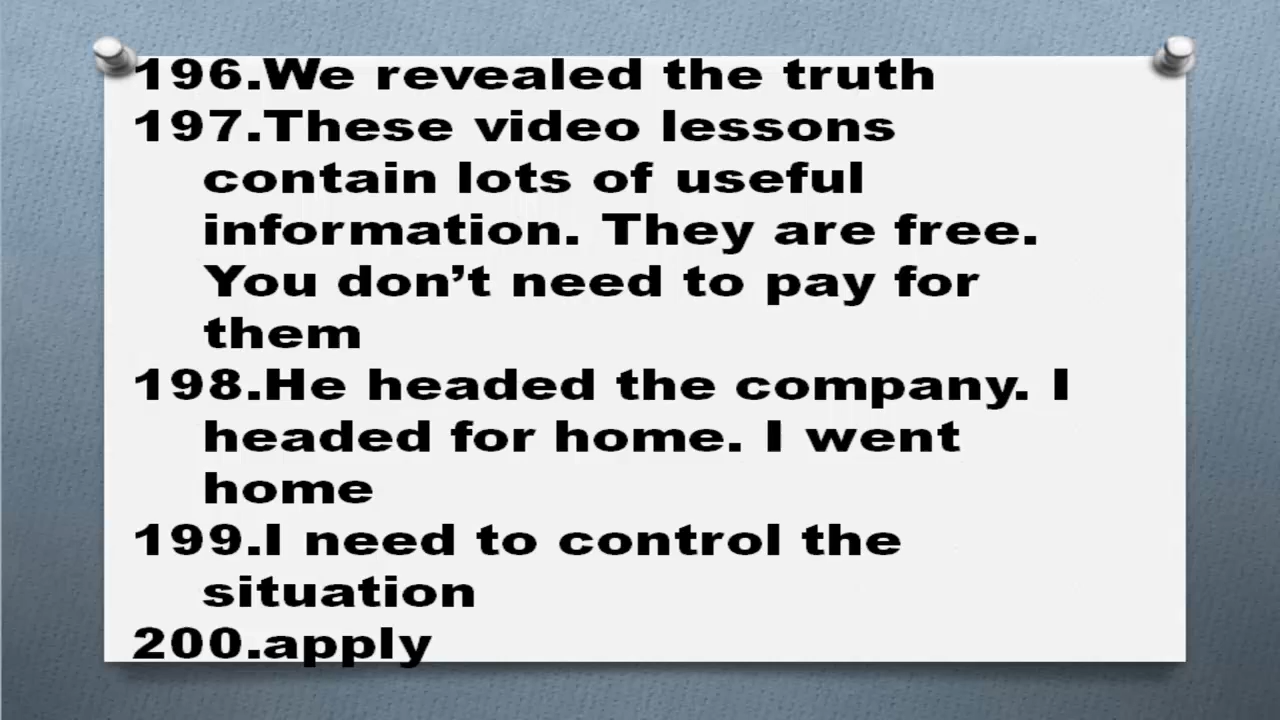 196.We revealed the truth
197.These video lessons
contain lots of useful
information. They are free.
You don’t need to pay for
them
198.He headed the company. I
headed for home. I went
home
199.I need to control the
situation
200.apply